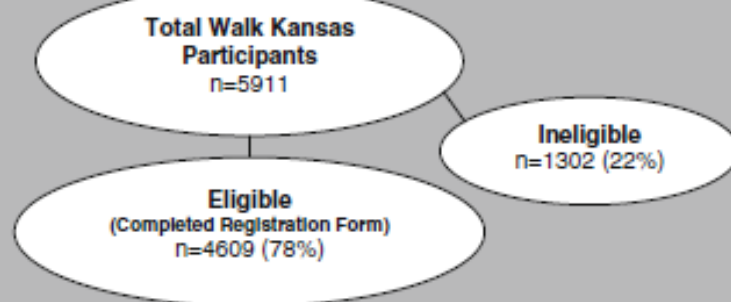 Total Walk Kansas
Participants
n=5911
Ineligible
n=1302 (22%)
Eligible
(Completed Registration Form)
n=4609 (78%)